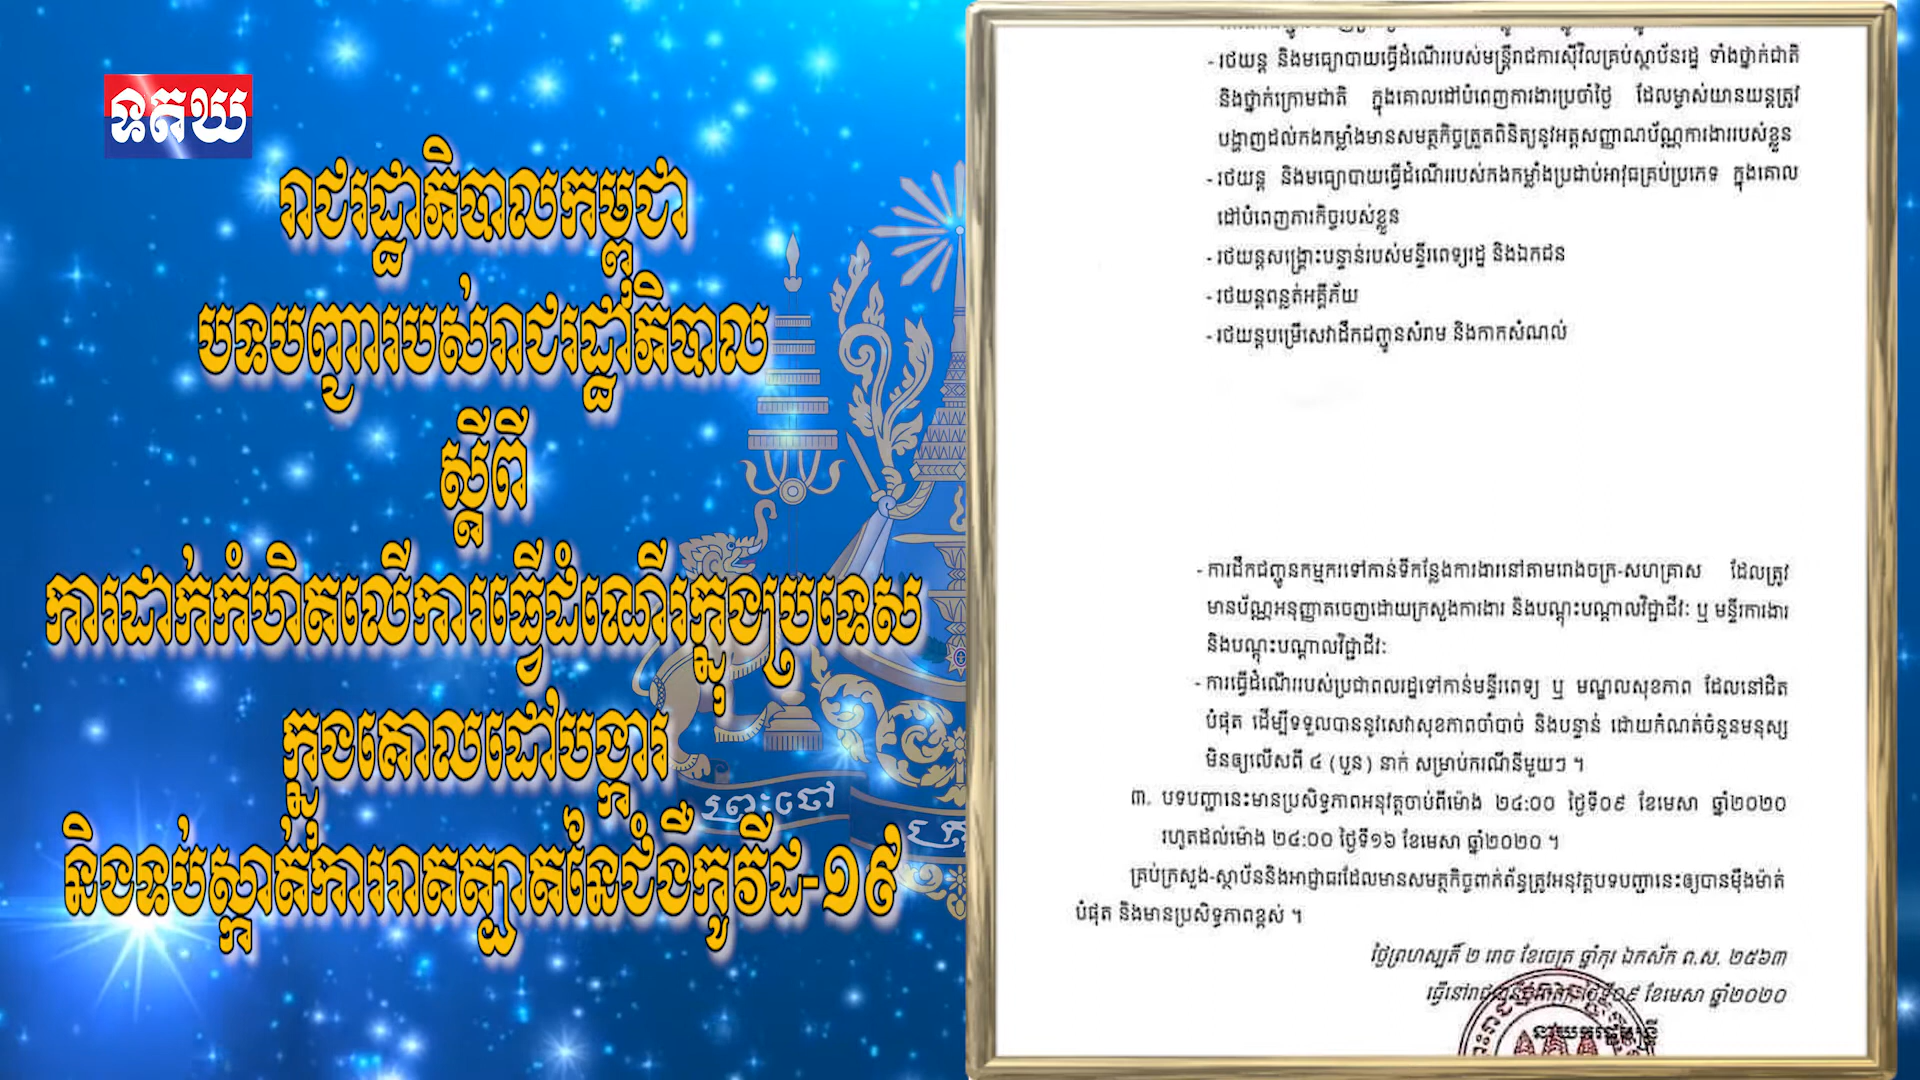 ទតឃ
រាជរដ្ឋាភិបាលកម្ពុជា
បទបញ្ជារបស់រាជរដ្ឋាភិបាល
ស្តីពី
ការដាក់កំហិតលើការធ្វើដំណើរក្នុងប្រទេស
ក្នុងគោលដៅបង្ការ
និងទប់ស្កាត់ការរាតត្បាតនៃជំងឺកូវីដ-១៩
ព្រះចៅ
ក្រុ
- រថយន្ត និងមធ្យោបាយធ្វើដំណើររបស់មន្ត្រីរាជការស៊ីវិលគ្រប់ស្ថាប័នរដ្ឋ ទាំងថ្នាក់ជាតិ
និងថ្នាក់ក្រោមជាតិ ក្នុងគោលដៅបំពេញការងារប្រចាំថ្ងៃ ដែលម្ចាស់យានយន្តត្រូវ
បង្ហាញដល់កងកម្លាំងមានសមត្ថកិច្ចត្រួតពិនិត្យនូវអត្តសញ្ញាណប័ណ្ណការងាររបស់ខ្លួន
- រថយន្ត និងមធ្យោបាយធ្វើដំណើររបស់កងកម្លាំងប្រដាប់អាវុធគ្រប់ប្រភេទ ក្នុងគោល
ដៅបំពេញភារកិច្ចរបស់ខ្លួន
- រថយន្តសង្គ្រោះបន្ទាន់របស់មន្ទីរពេទ្យរដ្ឋ និងឯកជន
- រថយន្តពន្លត់អគ្គីភ័យ
- រថយន្តបម្រើសេវាដឹកជញ្ជូនសំរាម និងកាកសំណល់
- ការដឹកជញ្ជូនកម្មករទៅកាន់ទីកន្លែងការងារនៅតាមរោងចក្រ-សហគ្រាស ដែលត្រូវ
មានប័ណ្ណអនុញ្ញាតចេញដោយក្រសួងការងារ និងបណ្តុះបណ្តាលវិជ្ជាជីវៈ ឬ មន្ទីរការងារ
និងបណ្តុះបណ្តាលវិជ្ជាជីវៈ
- ការធ្វើដំណើររបស់ប្រជាពលរដ្ឋទៅកាន់មន្ទីរពេទ្យ ឬ មណ្ឌលសុខភាព ដែលនៅជិត
បំផុត ដើម្បីទទួលបាននូវសេវាសុខភាពចាំបាច់ និងបន្ទាន់ ដោយកំណត់ចំនួនមនុស្ស
មិនឲ្យលើសពី ៤ (បួន) នាក់ សម្រាប់ករណីនីមួយៗ ។
៣. បទបញ្ជានេះមានប្រសិទ្ធភាពអនុវត្តចាប់ពីម៉ោង ២៤:០០ ថ្ងៃទី០៩ ខែមេសា ឆ្នាំ២០២០
រហូតដល់ម៉ោង ២៤:០០ ថ្ងៃទី១៦ ខែមេសា ឆ្នាំ២០២០ ។
គ្រប់ក្រសួង-ស្ថាប័ននិងអាជ្ញាធរដែលមានសមត្ថកិច្ចពាក់ព័ន្ធត្រូវអនុវត្តបទបញ្ជានេះឲ្យបានម៉ឺងម៉ាត់
បំផុត និងមានប្រសិទ្ធភាពខ្ពស់ ។
ថ្ងៃព្រហស្បតិ៍ ២ រោច ខែចេត្រ ឆ្នាំកុរ ឯកស័ក ព.ស. ២៥៦៣
ធ្វើនៅរាជធានីភ្នំពេញ ថ្ងៃទី០៩ ខែមេសា ឆ្នាំ២០២០
នាយករដ្ឋមន្ត្រី